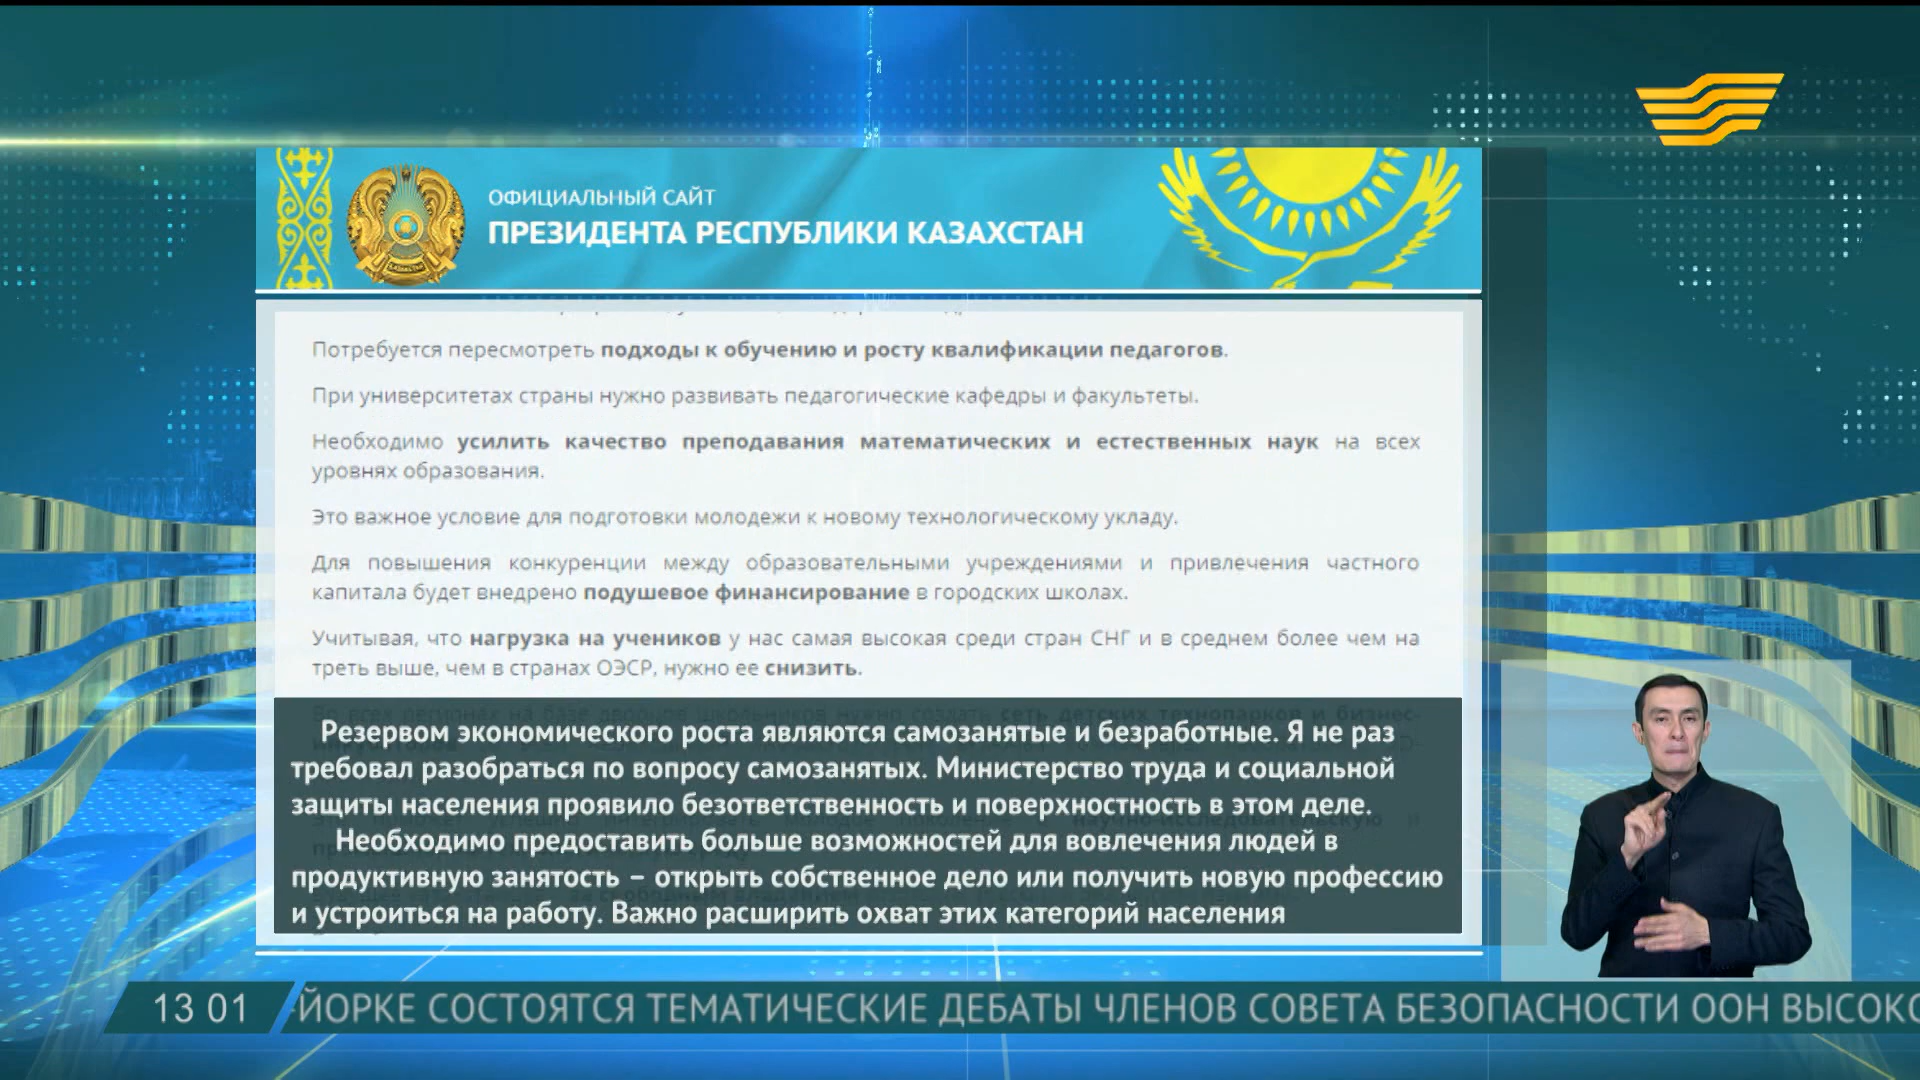 ОФИЦИАЛЬНЫЙ САЙТ
ПРЕЗИДЕНТА РЕСПУБЛИКИ КАЗАХСТАН
Потребуется пересмотреть подходы к обучению и росту квалификации педагогов.
При университетах страны нужно развивать педагогические кафедры и факультеты.
Необходимо усилить качество преподавания математических и естественных наук на всех
уровнях образования.
Это важное условие для подготовки молодежи к новому технологическому укладу.
Для повышения конкуренции между образовательными учреждениями и привлечения частного
капитала будет внедрено подушевое финансирование в городских школах.
Учитывая, что нагрузка на учеников у нас самая высокая среди стран СНГ и в среднем более чем на
треть выше, чем в странах ОЭСР, нужно ее снизить.
Резервом экономического роста являются самозанятые и безработные. Я не раз
требовал разобраться по вопросу самозанятых. Министерство труда и социальной
защиты населения проявило безответственность и поверхностность в этом деле.
Необходимо предоставить больше возможностей для вовлечения людей в
продуктивную занятость – открыть собственное дело или получить новую профессию
и устроиться на работу. Важно расширить охват этих категорий населения
13 01 -ЙОРКЕ СОСТОЯТСЯ ТЕМАТИЧЕСКИЕ ДЕБАТЫ ЧЛЕНОВ СОВЕТА БЕЗОПАСНОСТИ ООН ВЫСОКО